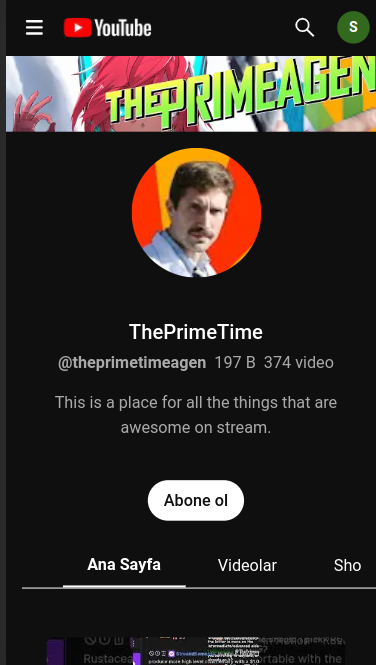 YouTube
S
THEPRIMEAGEN
ThePrimeTime
@theprimetimeagen 197 B 374 video
This is a place for all the things that are
awesome on stream.
Abone ol
Ana Sayfa Videolar Sho